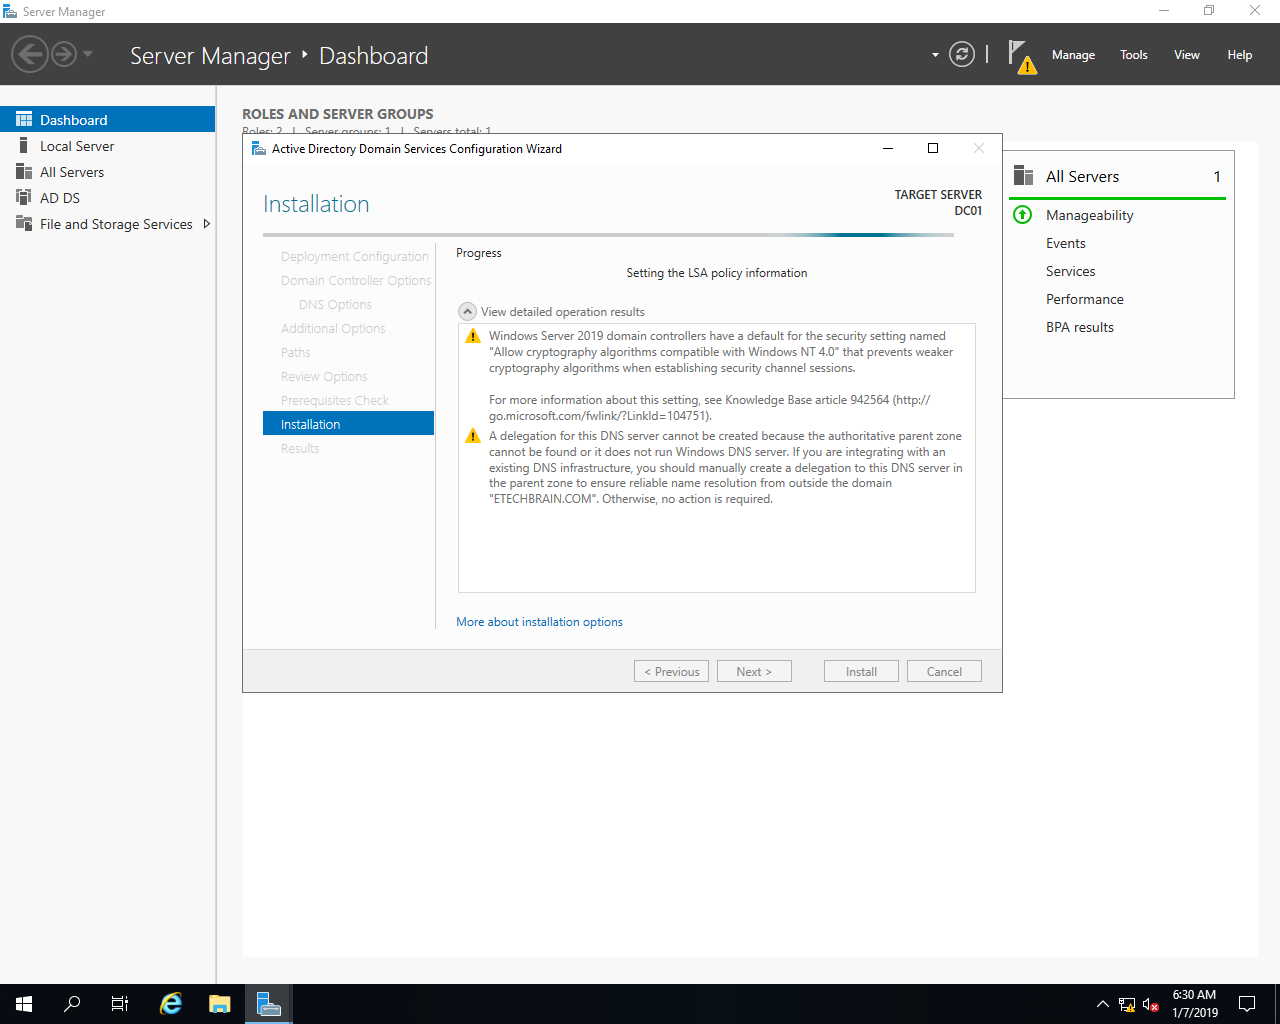 Server Manager
Server Manager ‣ Dashboard
Manage
Tools
View
Help
Dashboard
Local Server
All Servers
AD DS
File and Storage Services
ROLES AND SERVER GROUPS
Roles: 2 | Server groups: 1 | Servers total: 1
Active Directory Domain Services Configuration Wizard
Installation
TARGET SERVER
DC01
Deployment Configuration
Domain Controller Options
DNS Options
Additional Options
Paths
Review Options
Prerequisites Check
Installation
Results
Progress
Setting the LSA policy information
View detailed operation results
Windows Server 2019 domain controllers have a default for the security setting named
"Allow cryptography algorithms compatible with Windows NT 4.0" that prevents weaker
cryptography algorithms when establishing security channel sessions.
For more information about this setting, see Knowledge Base article 942564 (http://
go.microsoft.com/fwlink/?LinkId=104751).
A delegation for this DNS server cannot be created because the authoritative parent zone
cannot be found or it does not run Windows DNS server. If you are integrating with an
existing DNS infrastructure, you should manually create a delegation to this DNS server in
the parent zone to ensure reliable name resolution from outside the domain
"ETECHBRAIN.COM". Otherwise, no action is required.
More about installation options
< Previous
Next >
Install
Cancel
All Servers
1
Manageability
Events
Services
Performance
BPA results
6:30 AM
1/7/2019